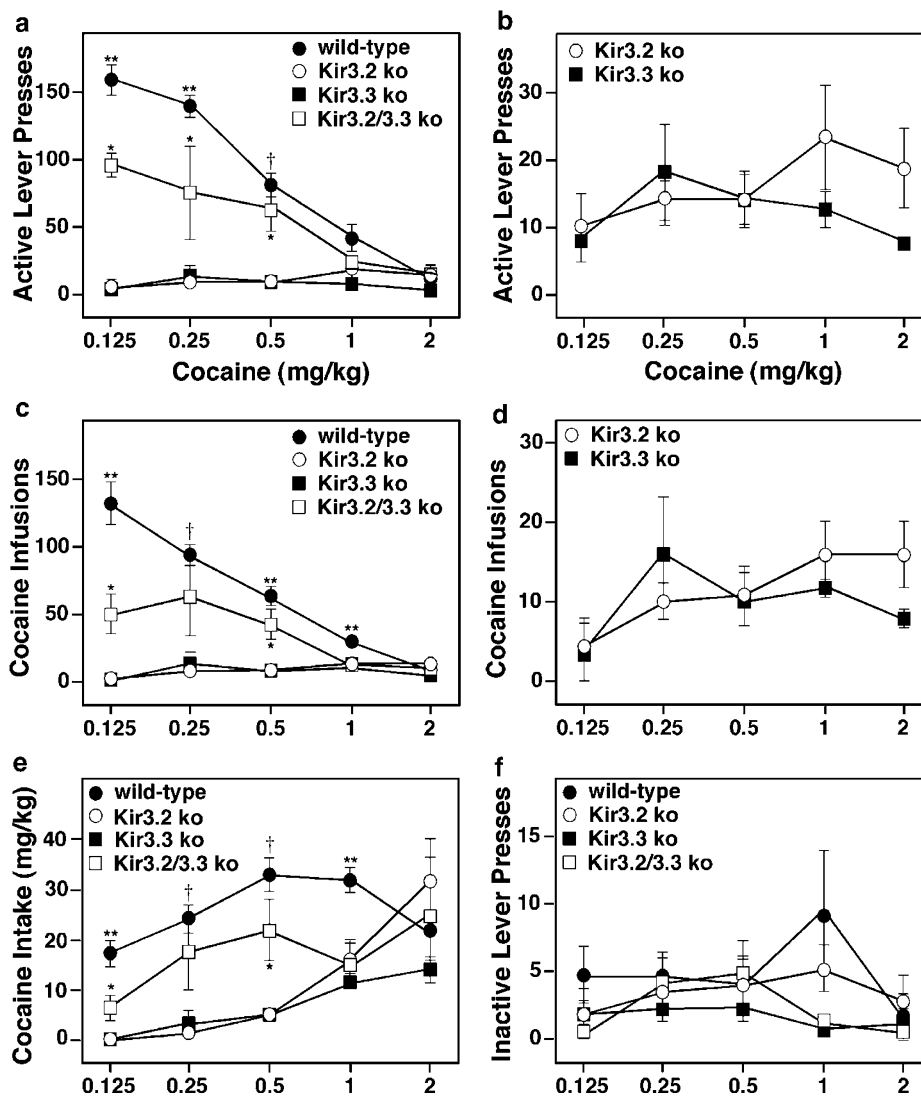 a
Active Lever Presses
150
100
50
0
** ** † * * *
wild-type
Kir3.2 ko
Kir3.3 ko
Kir3.2/3.3 ko
0.125 0.25 0.5 1 2
Cocaine (mg/kg)
b
Active Lever Presses
30
20
10
0
Kir3.2 ko
Kir3.3 ko
0.125 0.25 0.5 1 2
Cocaine (mg/kg)
c
Cocaine Infusions
150
100
50
0
** † ** ** * *
wild-type
Kir3.2 ko
Kir3.3 ko
Kir3.2/3.3 ko
0.125 0.25 0.5 1 2
d
Cocaine Infusions
30
20
10
0
Kir3.2 ko
Kir3.3 ko
0.125 0.25 0.5 1 2
e
Cocaine Intake (mg/kg)
40
30
20
10
0
wild-type
Kir3.2 ko
Kir3.3 ko
Kir3.2/3.3 ko
** † † ** * *
0.125 0.25 0.5 1 2
f
Inactive Lever Presses
15
10
5
0
wild-type
Kir3.2 ko
Kir3.3 ko
Kir3.2/3.3 ko
0.125 0.25 0.5 1 2